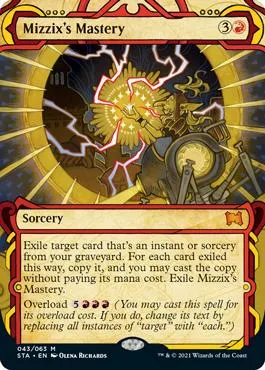 Mizzix's Mastery 3
Sorcery
Exile target card that's an instant or sorcery
from your graveyard. For each card exiled
this way, copy it, and you may cast the copy
without paying its mana cost. Exile Mizzix's
Mastery.
Overload 5 (You may cast this spell for
its overload cost. If you do, change its text by
replacing all instances of "target" with "each.")
043/063 M
STA • EN OLENA RICHARDS
™ & © 2021 Wizards of the Coast